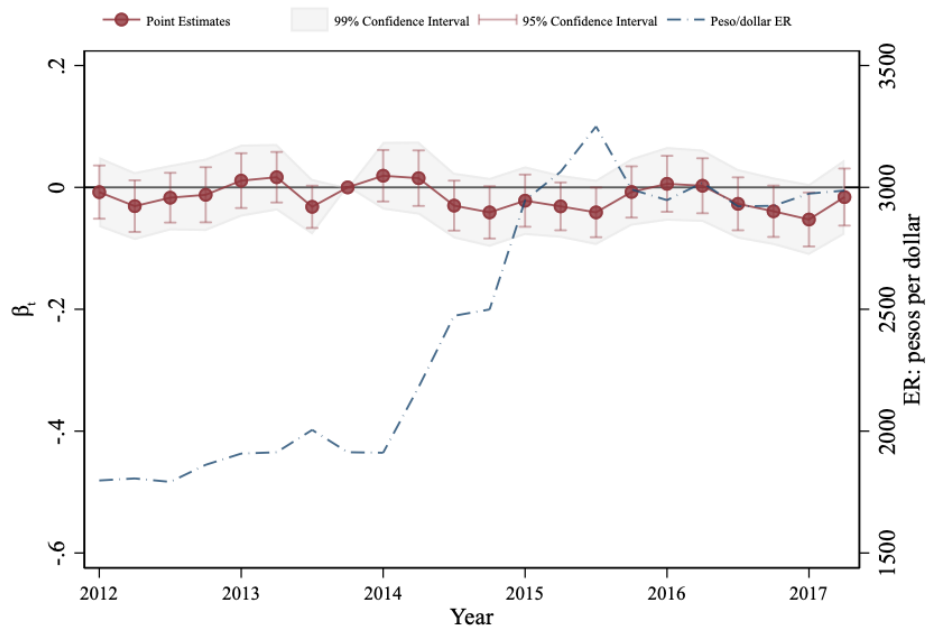 Point Estimates 99% Confidence Interval 95% Confidence Interval Peso/dollar ER
.2
0
-.2
-.4
-.6
βt
3500
3000
2500
2000
1500
ER: pesos per dollar
2012 2013 2014 2015 2016 2017
Year